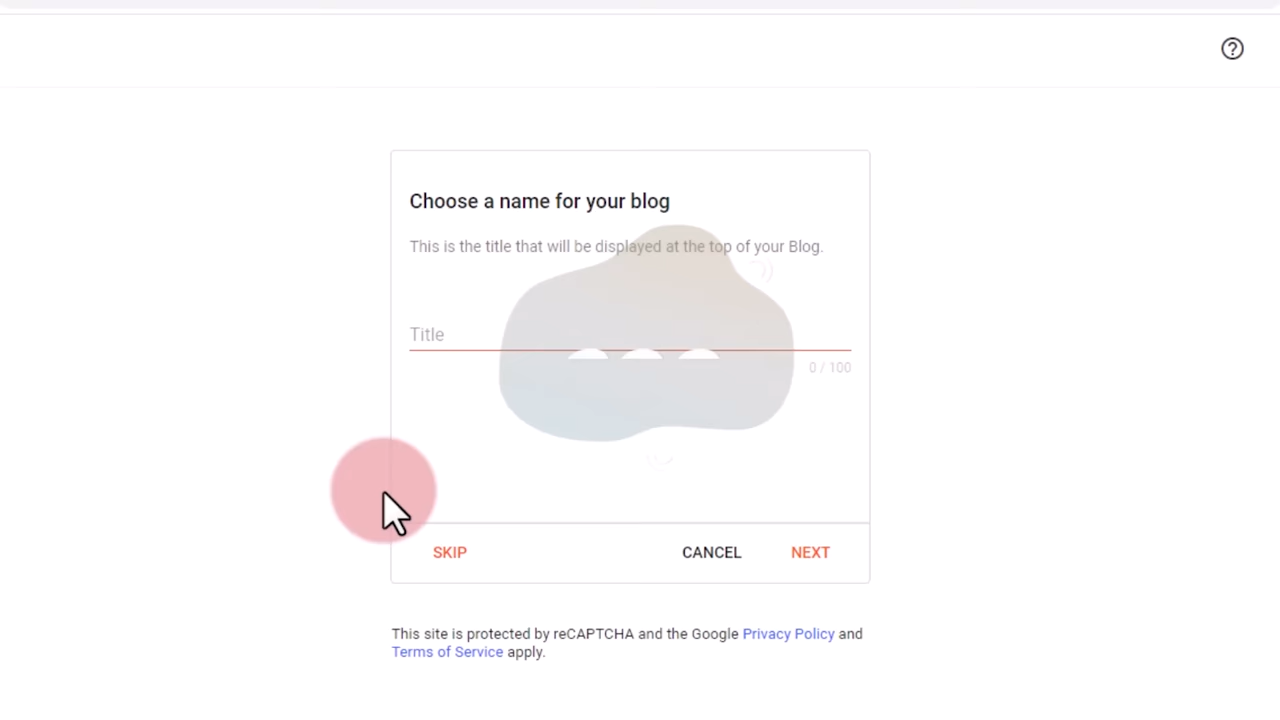 Choose a name for your blog
This is the title that will be displayed at the top of your Blog.
Title
0 / 100
SKIP CANCEL NEXT
This site is protected by reCAPTCHA and the Google Privacy Policy and
Terms of Service apply.